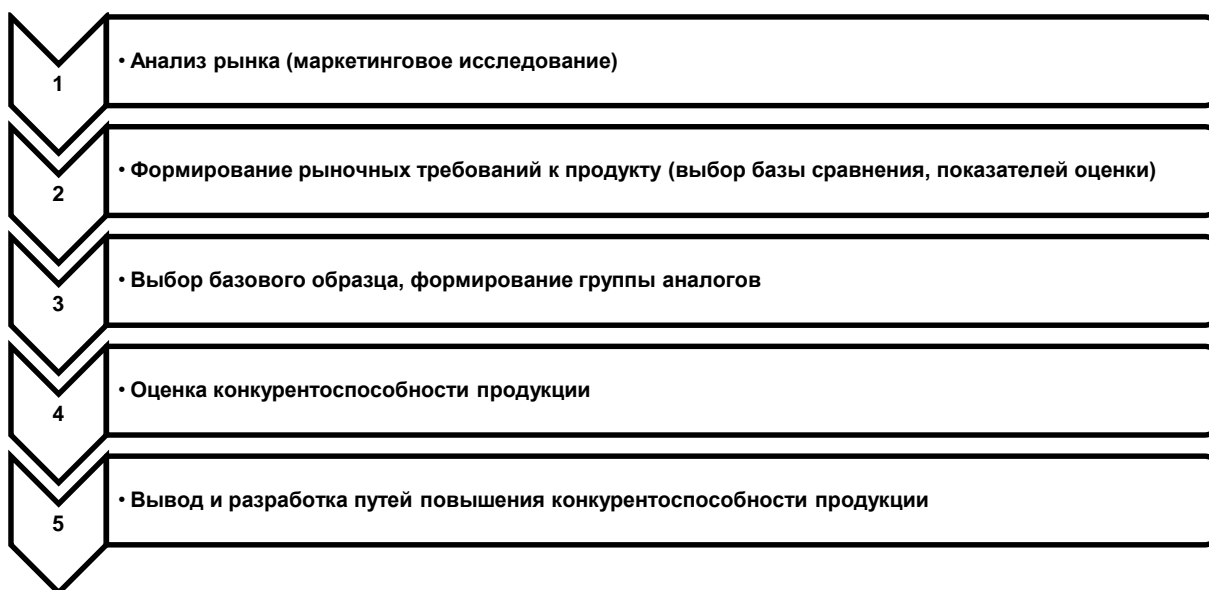 1
• Анализ рынка (маркетинговое исследование)
2
• Формирование рыночных требований к продукту (выбор базы сравнения, показателей оценки)
3
• Выбор базового образца, формирование группы аналогов
4
• Оценка конкурентоспособности продукции
5
• Вывод и разработка путей повышения конкурентоспособности продукции